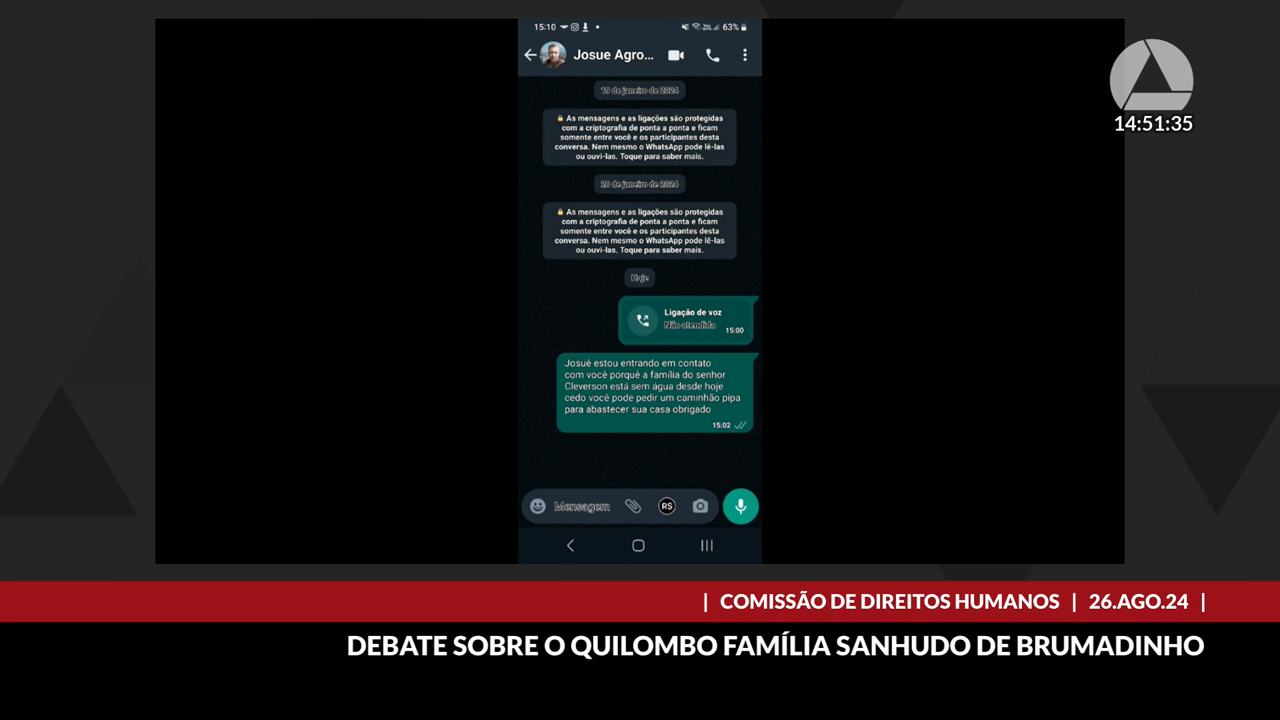 15:10
63%
Josue Agro...
14:51:35
19 de janeiro de 2024
As mensagens e as ligações são protegidas
com a criptografia de ponta a ponta e ficam
somente entre você e os participantes desta
conversa. Nem mesmo o WhatsApp pode lê-las
ou ouvi-las. Toque para saber mais.
20 de janeiro de 2024
As mensagens e as ligações são protegidas
com a criptografia de ponta a ponta e ficam
somente entre você e os participantes desta
conversa. Nem mesmo o WhatsApp pode lê-las
ou ouvi-las. Toque para saber mais.
Hoje
Ligação de voz
Não atendida
15:00
Josué estou entrando em contato
com você porquê a família do senhor
Cleverson está sem água desde hoje
cedo você pode pedir um caminhão pipa
para abastecer sua casa obrigado
15:02
Mensagem
R$
| COMISSÃO DE DIREITOS HUMANOS | 26.AGO.24 |
DEBATE SOBRE O QUILOMBO FAMÍLIA SANHUDO DE BRUMADINHO